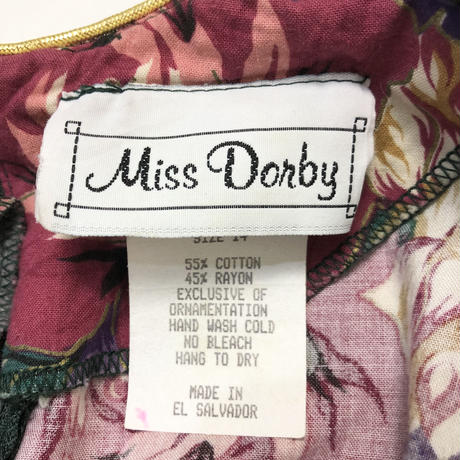 Miss Dorby
SIZE 14
55% COTTON
45% RAYON
EXCLUSIVE OF
ORNAMENTATION
HAND WASH COLD
NO BLEACH
HANG TO DRY
MADE IN
EL SALVADOR